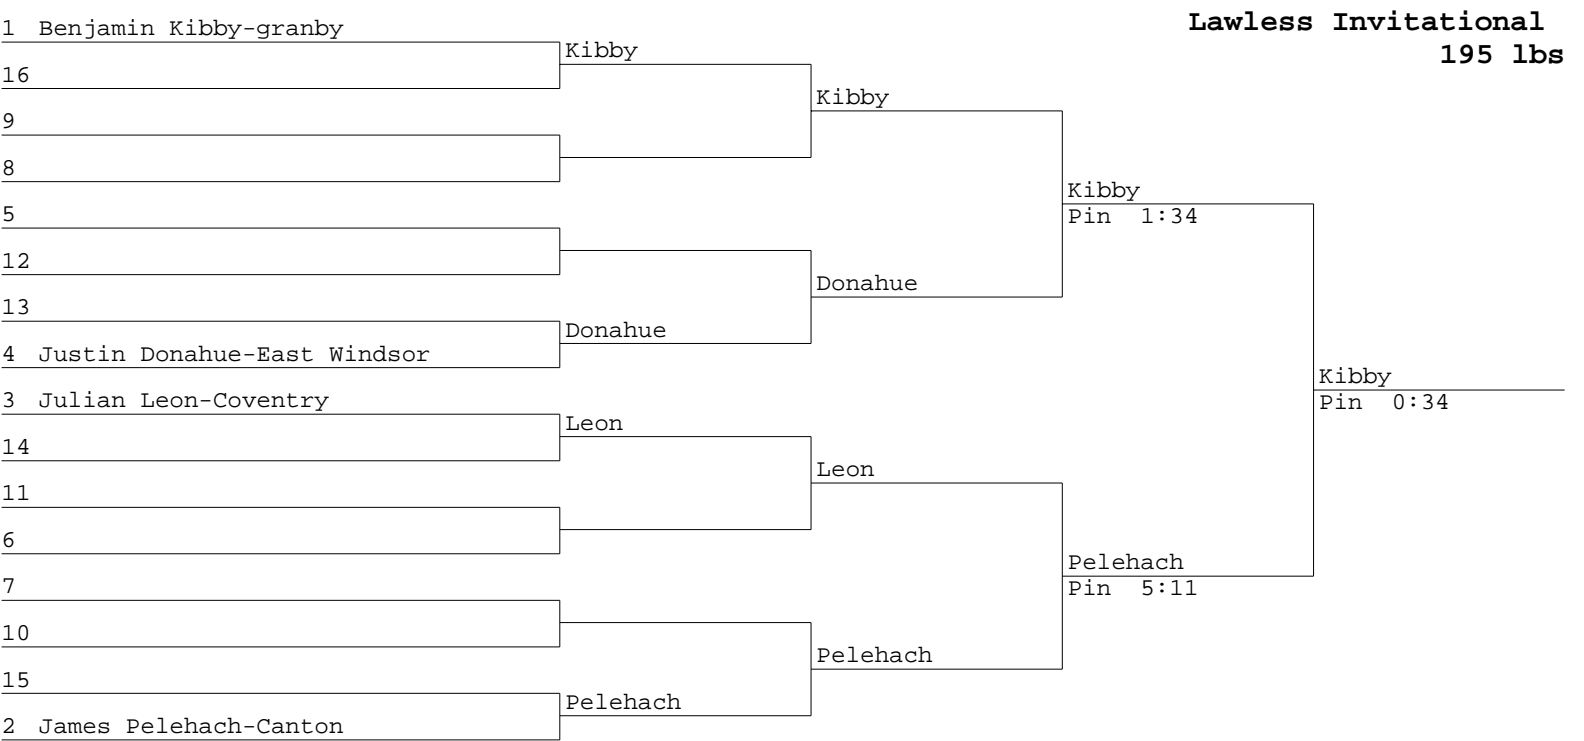 Lawless Invitational
195 lbs
1 Benjamin Kibby-granby
Kibby
16
Kibby
9
8
Kibby
Pin 1:34
5
12
Donahue
13
Donahue
4 Justin Donahue-East Windsor
Kibby
Pin 0:34
3 Julian Leon-Coventry
Leon
14
Leon
11
6
Pelehach
Pin 5:11
7
10
Pelehach
15
Pelehach
2 James Pelehach-Canton